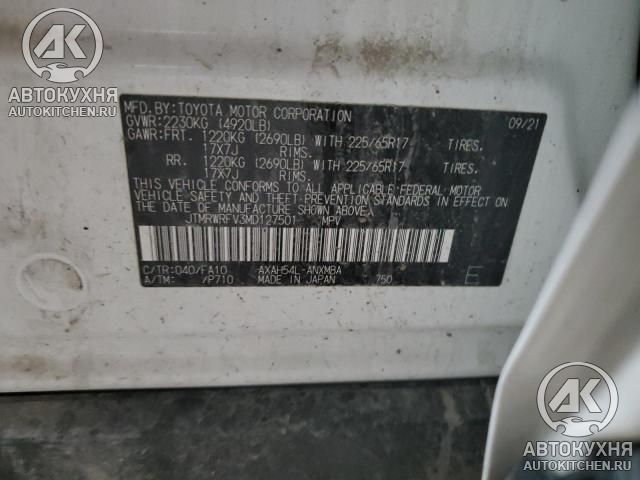 AK
АВТОКУХНЯ
AUTOKITCHEN.RU
MFD.BY:TOYOTA MOTOR CORPORATION 09/21
GVWR:2230KG (4920LB)
GAWR:FRT. 1220KG (2690LB) WITH 225/65R17 TIRES.
17X7J RIMS.
RR. 1220KG (2690LB) WITH 225/65R17 TIRES.
17X7J RIMS.
THIS VEHICLE CONFORMS TO ALL APPLICABLE FEDERAL MOTOR
VEHICLE SAFETY AND THEFT PREVENTION STANDARDS IN EFFECT ON
THE DATE OF MANUFACTURE SHOWN ABOVE.
JTMRWRFV3MD127501 MPV
C/TR:040/FA10 AXAH54L-ANXMBA
A/TM: /P710 MADE IN JAPAN 750 E
AK
АВТОКУХНЯ
AUTOKITCHEN.RU